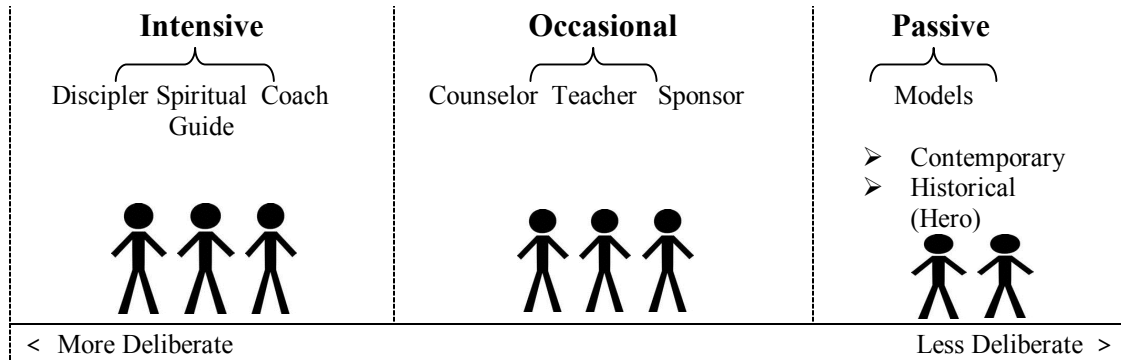 Intensive
Occasional
Passive
Discipler Spiritual Coach
Guide
Counselor Teacher Sponsor
Models
➢ Contemporary
➢ Historical
(Hero)
< More Deliberate
Less Deliberate >